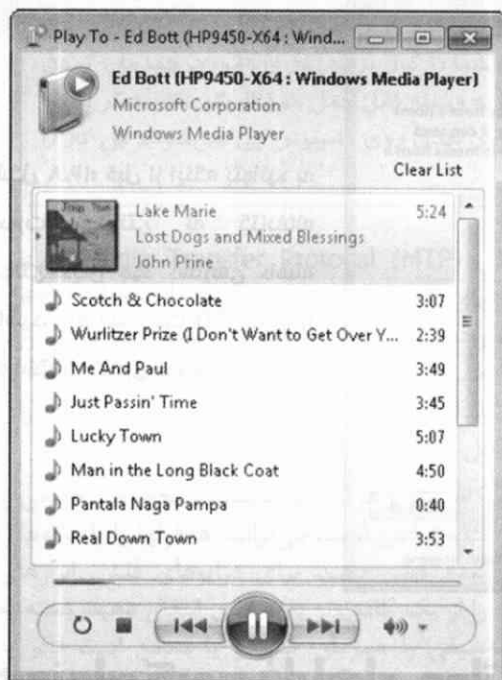 Play To - Ed Bott (HP9450-X64 : Wind...
Ed Bott (HP9450-X64 : Windows Media Player)
Microsoft Corporation
Windows Media Player
Clear List
Lake Marie 5:24
Lost Dogs and Mixed Blessings
John Prine
Scotch & Chocolate 3:07
Wurlitzer Prize (I Don't Want to Get Over Y... 2:39
Me And Paul 3:49
Just Passin' Time 3:45
Lucky Town 5:07
Man in the Long Black Coat 4:50
Pantala Naga Pampa 0:40
Real Down Town 3:53